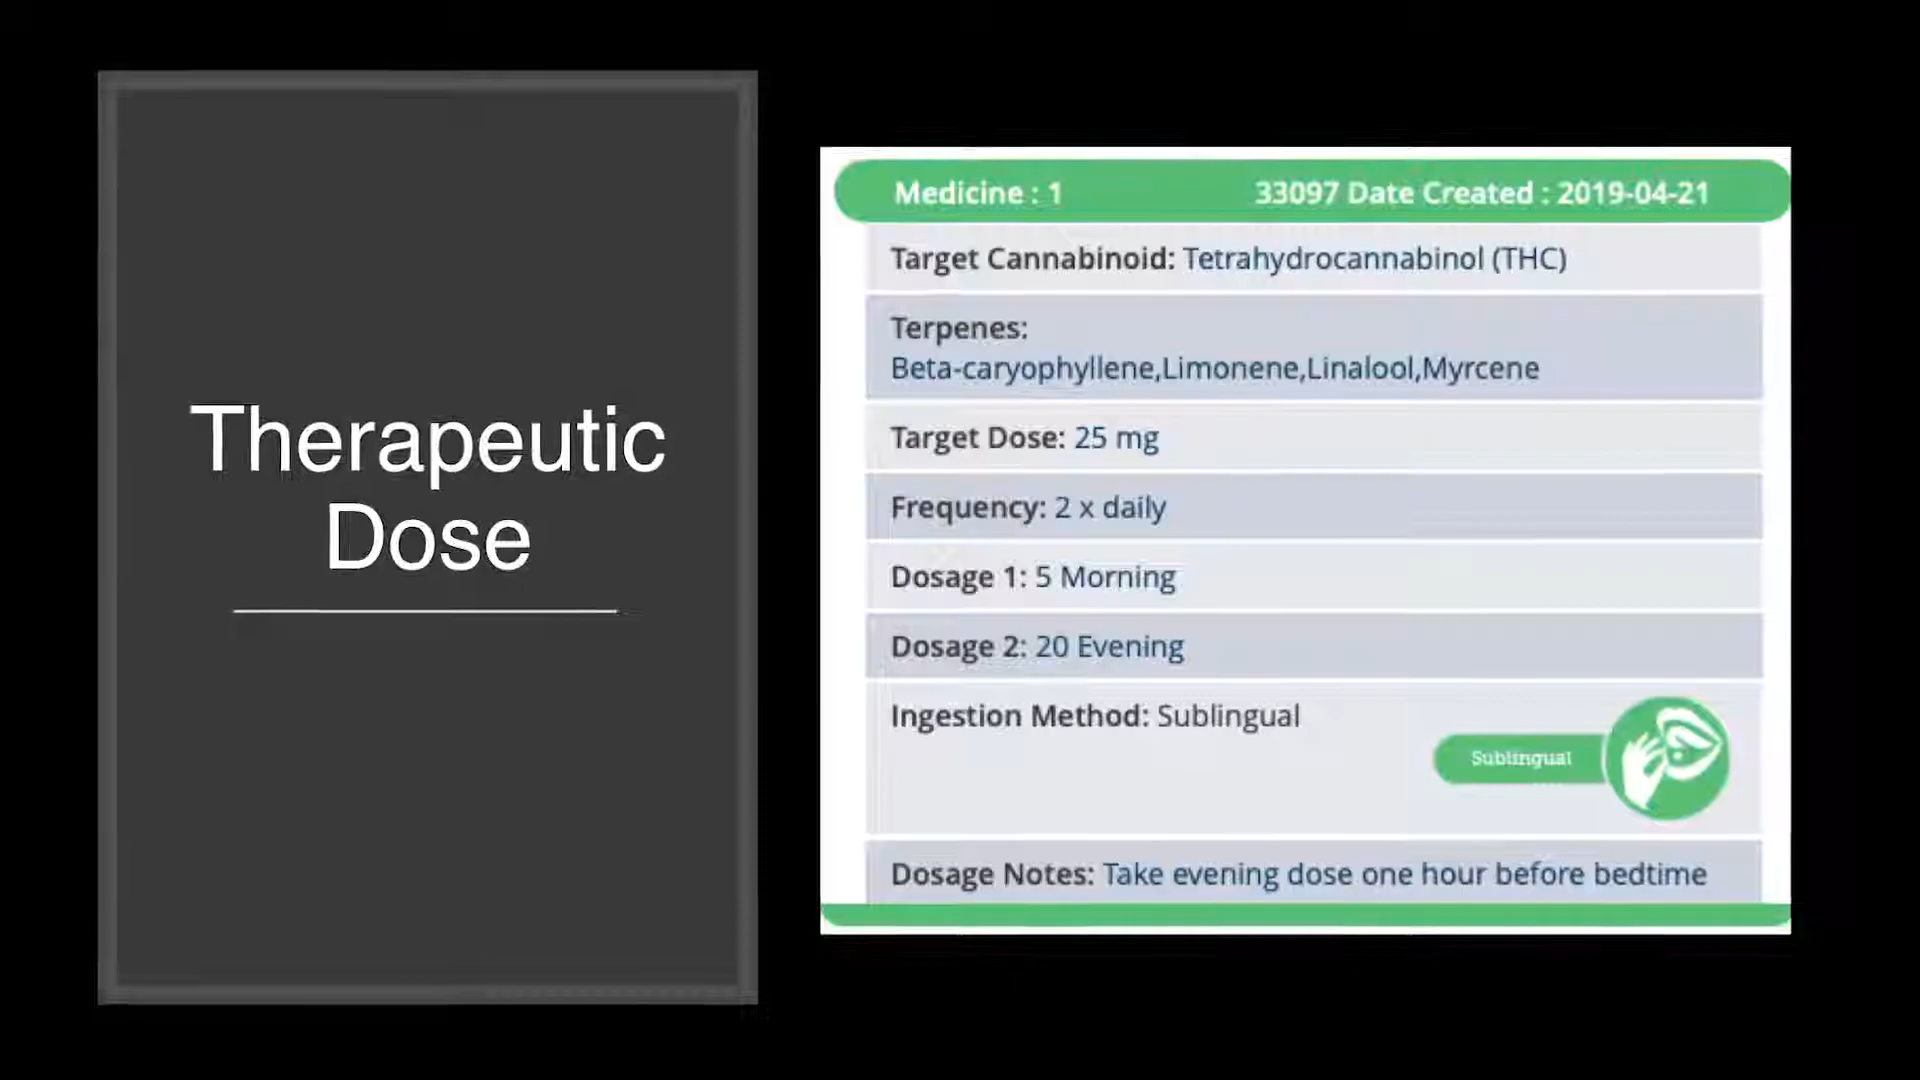 Therapeutic
Dose
Medicine : 1 33097 Date Created : 2019-04-21
Target Cannabinoid: Tetrahydrocannabinol (THC)
Terpenes:
Beta-caryophyllene,Limonene,Linalool,Myrcene
Target Dose: 25 mg
Frequency: 2 x daily
Dosage 1: 5 Morning
Dosage 2: 20 Evening
Ingestion Method: Sublingual
Sublingual
Dosage Notes: Take evening dose one hour before bedtime